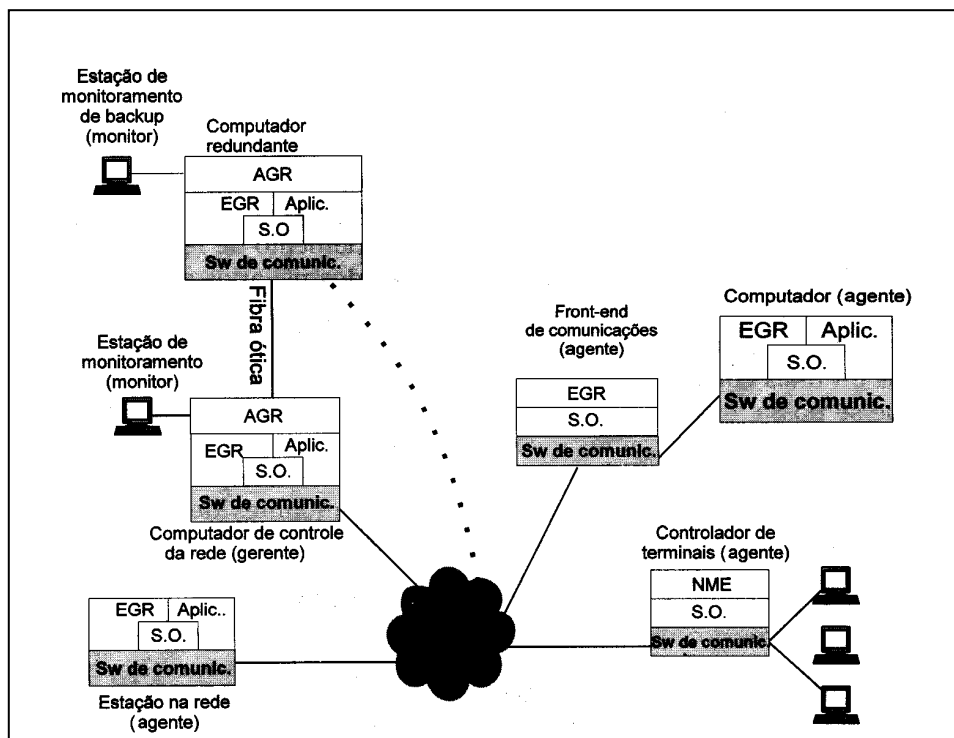 Estação de
monitoramento
de backup
(monitor)
Computador
redundante
AGR
EGR Aplic.
S.O
Sw de comunic.
Fibra ótica
Estação de
monitoramento
(monitor)
AGR
EGR Aplic.
S.O.
Sw de comunic.
Computador de controle
da rede (gerente)
EGR Aplic..
S.O.
Sw de comunic.
Estação na rede
(agente)
Front-end
de comunicações
(agente)
EGR
S.O.
Sw de comunic.
Computador (agente)
EGR Aplic.
S.O.
Sw de comunic.
Controlador de
terminais (agente)
NME
S.O.
Sw de comunic.